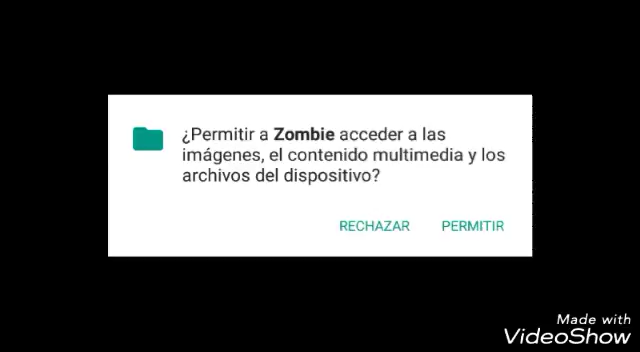 ¿Permitir a Zombie acceder a las
imágenes, el contenido multimedia y los
archivos del dispositivo?
RECHAZAR PERMITIR
Made with
VideoShow